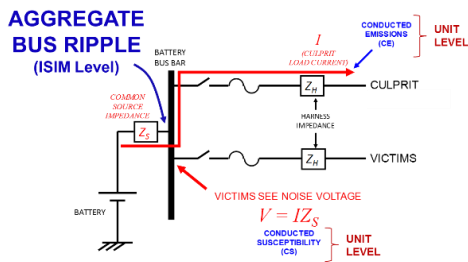 AGGREGATE
BUS RIPPLE
(ISIM Level)
BATTERY
BUS BAR
I
(CULPRIT
LOAD CURRENT)
CONDUCTED
EMISSIONS
(CE)
UNIT
LEVEL
COMMON
SOURCE
IMPEDANCE
Z_S
Z_H
CULPRIT
HARNESS
IMPEDANCE
Z_H
VICTIMS
BATTERY
VICTIMS SEE NOISE VOLTAGE
V = IZ_S
CONDUCTED
SUSCEPTIBILITY
(CS)
UNIT
LEVEL